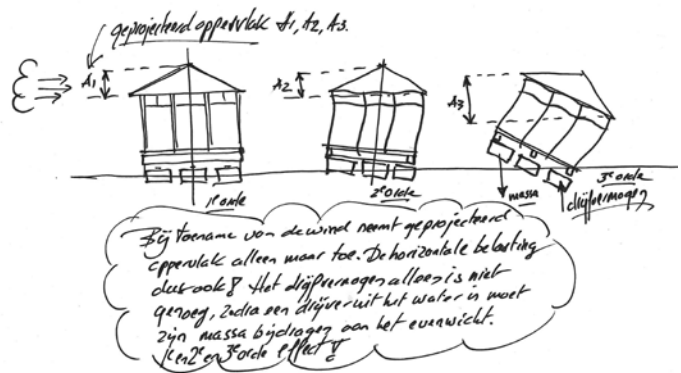 geprojecteerd oppervlak A1, A2, A3.
A1
A2
A3
1e orde
2e orde
3e orde
massa
drijfvermogen
Bij toename van de wind neemt geprojecteerd
oppervlak alleen maar toe. De horizontale belasting
dus ook! Het drijfvermogen alleen is niet
genoeg, zodra een drijver uit het water is moet
zijn massa bijdragen aan het evenwicht.
1e en 2e en 3e orde effect!